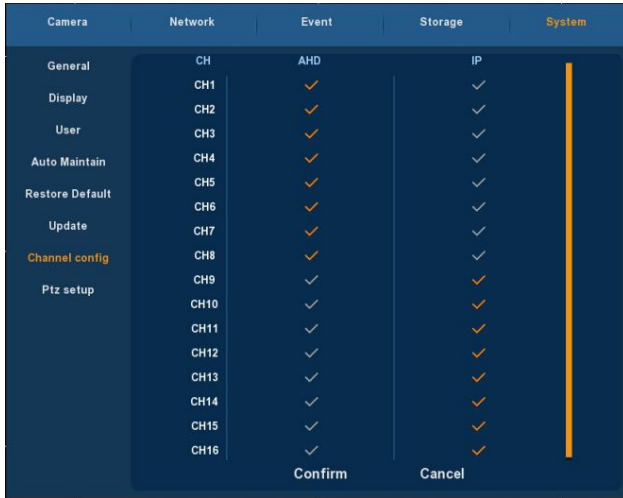 Camera Network Event Storage System
General CH AHD IP
CH1
Display CH2
User CH3
Auto Maintain CH4
CH5
Restore Default CH6
Update CH7
Channel config CH8
Ptz setup CH9
CH10
CH11
CH12
CH13
CH14
CH15
CH16
Confirm Cancel